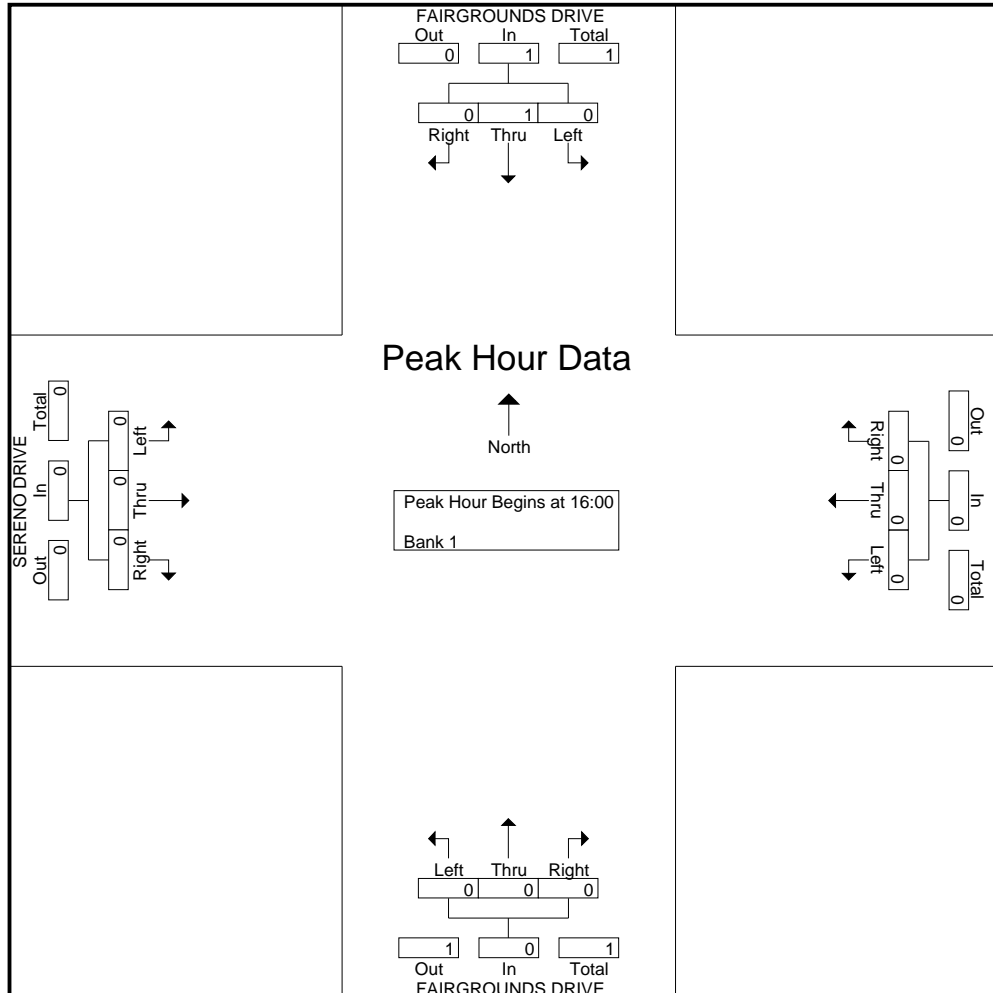 FAIRGROUNDS DRIVE
Out In Total
0 1 1
0 1 0
Right Thru Left
Peak Hour Data
North
Peak Hour Begins at 16:00
Bank 1
SERENO DRIVE
Out In Total
0 0 0
0 0 0
Right Thru Left
Out In Total
0 0 0
0 0 0
Right Thru Left
Left Thru Right
0 0 0
1 0 1
Out In Total
FAIRGROUNDS DRIVE